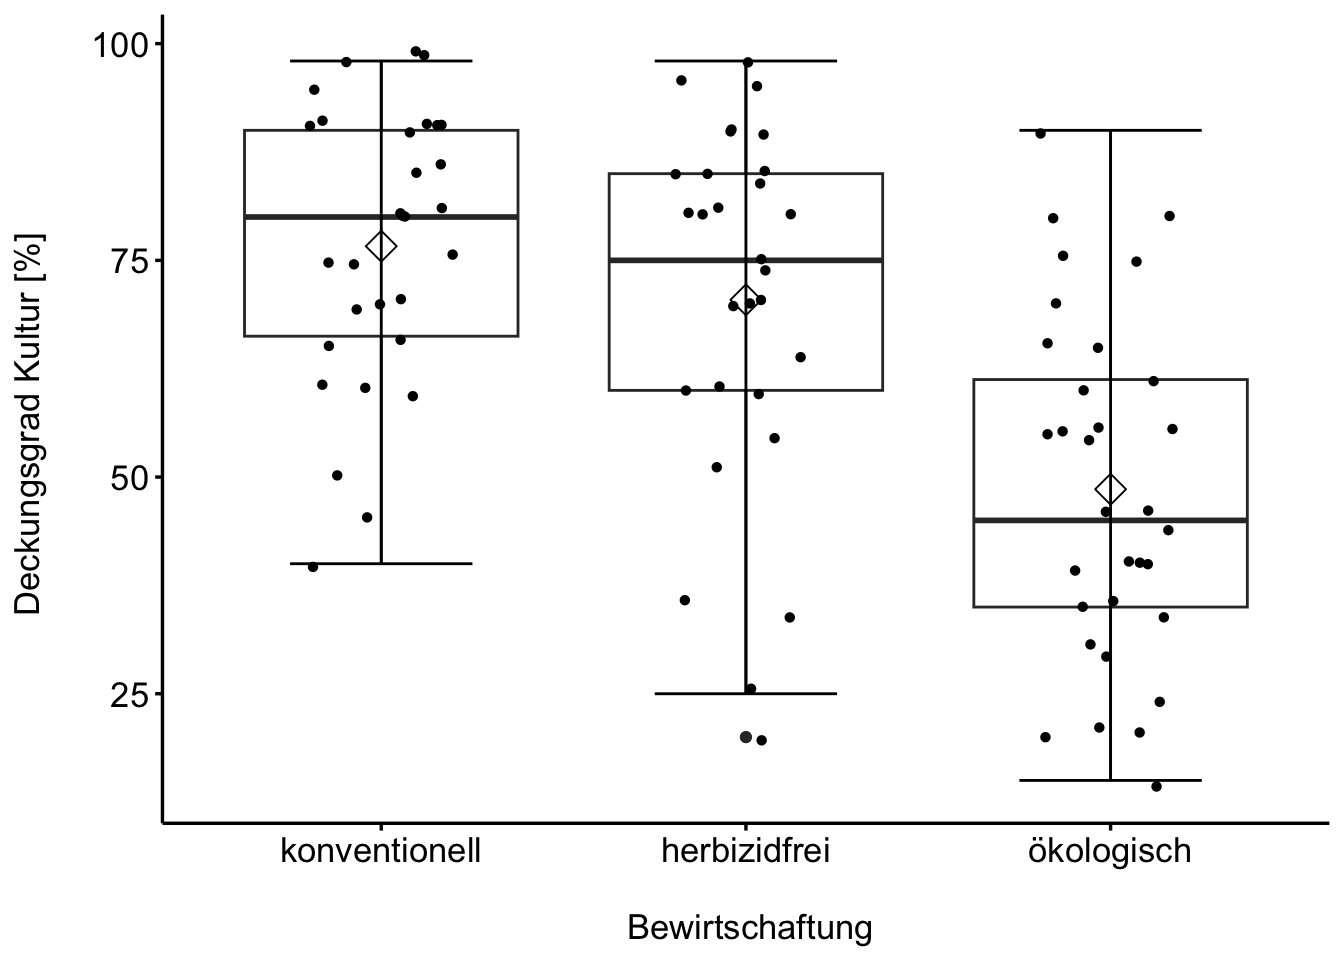 Deckungsgrad Kultur [%]
100
75
50
25
konventionell herbizidfrei ökologisch
Bewirtschaftung